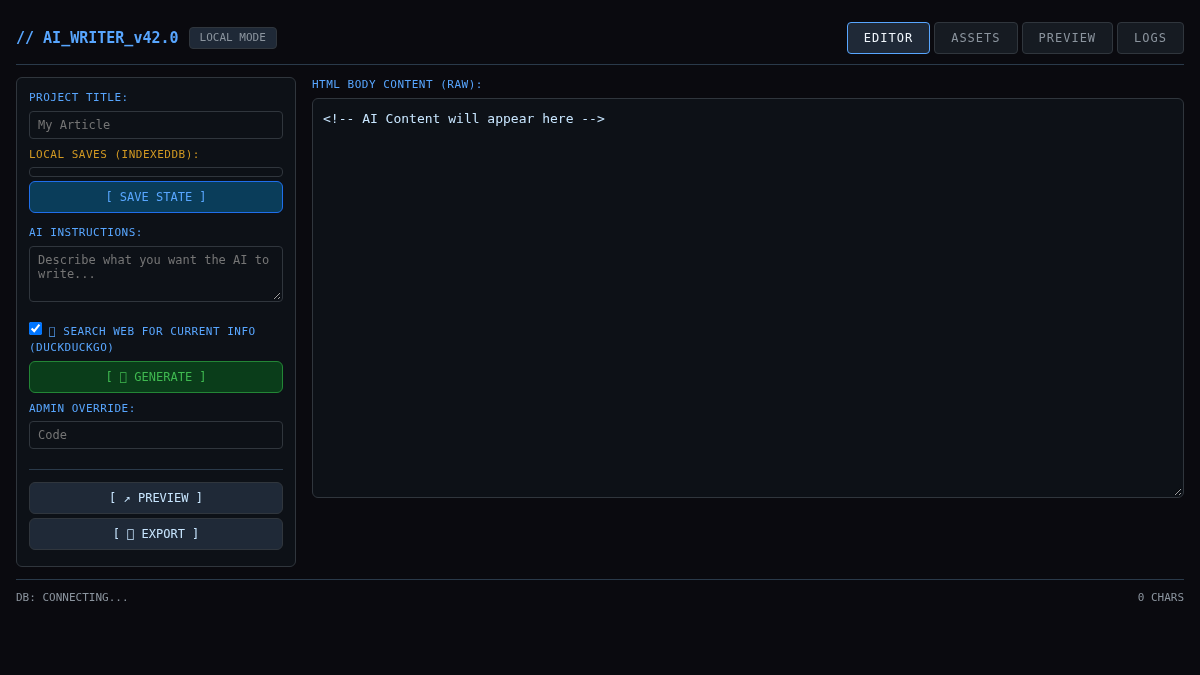 // AI_WRITER_v42.0
LOCAL MODE
EDITOR
ASSETS
PREVIEW
LOGS
PROJECT TITLE:
My Article
LOCAL SAVES (INDEXEDDB):
[ SAVE STATE ]
AI INSTRUCTIONS:
Describe what you want the AI to
write...
SEARCH WEB FOR CURRENT INFO
(DUCKDUCKGO)
[ GENERATE ]
ADMIN OVERRIDE:
Code
[ ↗ PREVIEW ]
[ EXPORT ]
HTML BODY CONTENT (RAW):
<!-- AI Content will appear here -->
DB: CONNECTING...
0 CHARS